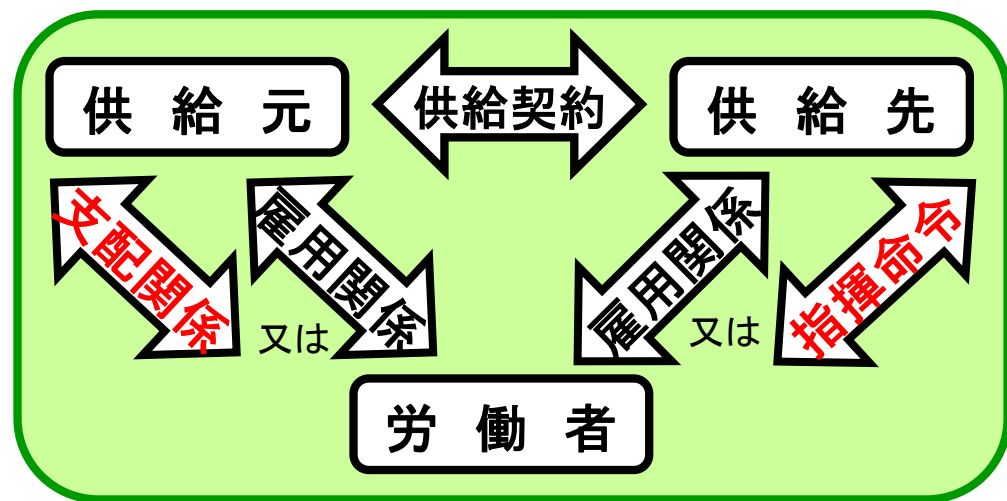 供給元
供給契約
供給先
支配関係
又は
雇用関係
雇用関係
又は
指揮命令
労働者